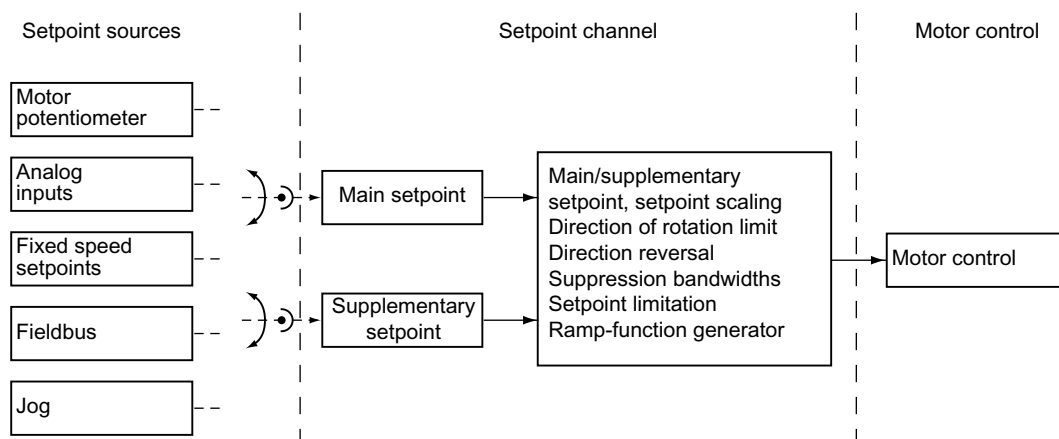 Setpoint sources
Setpoint channel
Motor control
Motor
potentiometer
Analog
inputs
Fixed speed
setpoints
Fieldbus
Jog
Main setpoint
Supplementary
setpoint
Main/supplementary
setpoint, setpoint scaling
Direction of rotation limit
Direction reversal
Suppression bandwidths
Setpoint limitation
Ramp-function generator
Motor control